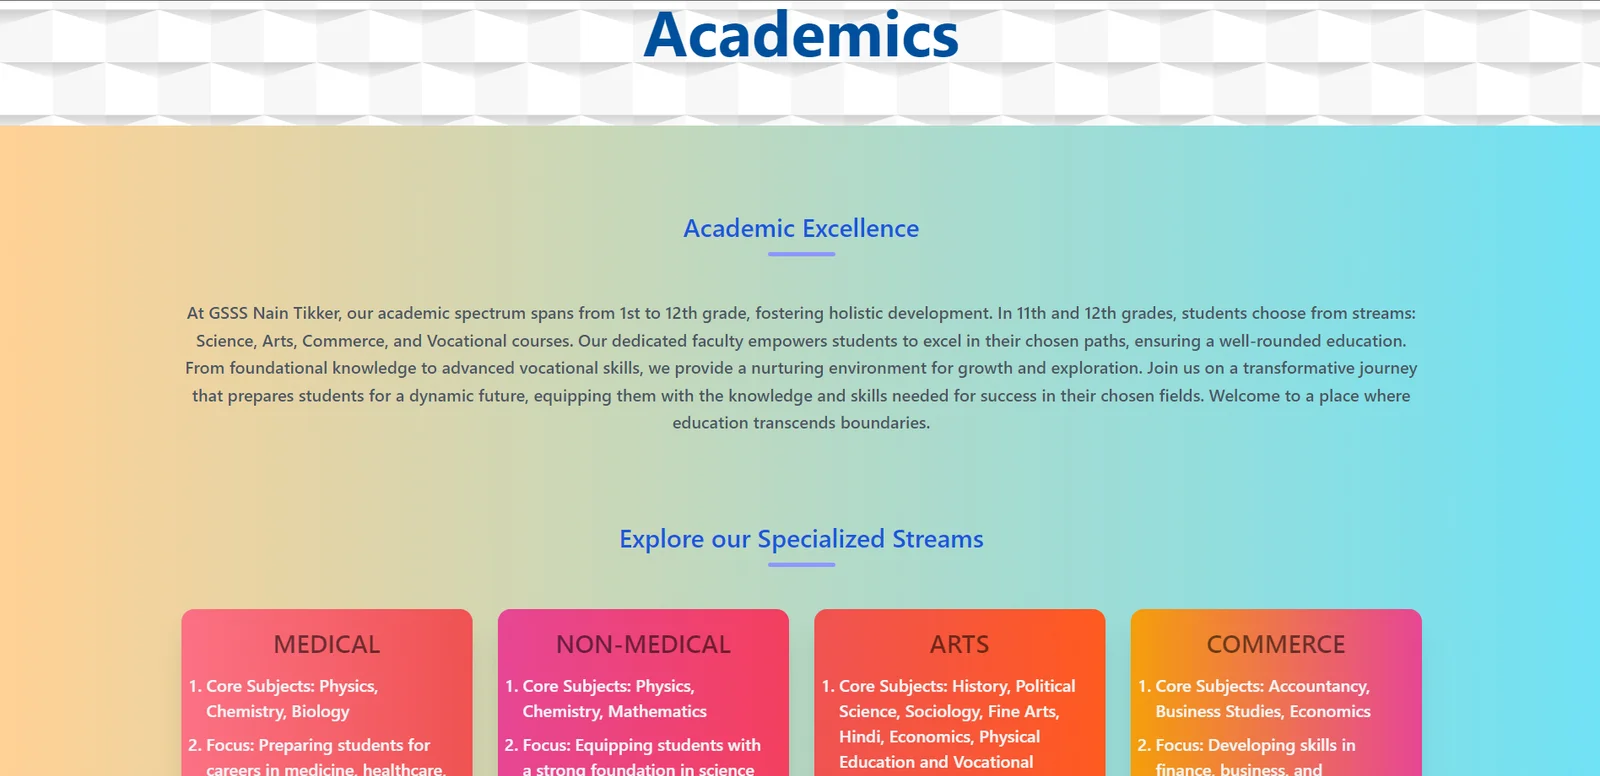 Academics
Academic Excellence
At GSSS Nain Tikker, our academic spectrum spans from 1st to 12th grade, fostering holistic development. In 11th and 12th grades, students choose from streams:
Science, Arts, Commerce, and Vocational courses. Our dedicated faculty empowers students to excel in their chosen paths, ensuring a well-rounded education.
From foundational knowledge to advanced vocational skills, we provide a nurturing environment for growth and exploration. Join us on a transformative journey
that prepares students for a dynamic future, equipping them with the knowledge and skills needed for success in their chosen fields. Welcome to a place where
education transcends boundaries.
Explore our Specialized Streams
MEDICAL
1. Core Subjects: Physics,
Chemistry, Biology
2. Focus: Preparing students for
careers in medicine, healthcare,
NON-MEDICAL
1. Core Subjects: Physics,
Chemistry, Mathematics
2. Focus: Equipping students with
a strong foundation in science
ARTS
1. Core Subjects: History, Political
Science, Sociology, Fine Arts,
Hindi, Economics, Physical
Education and Vocational
COMMERCE
1. Core Subjects: Accountancy,
Business Studies, Economics
2. Focus: Developing skills in
finance, business, and